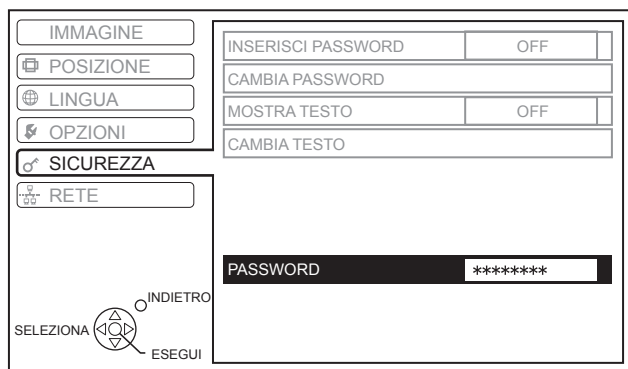 IMMAGINE
POSIZIONE
LINGUA
OPZIONI
SICUREZZA
RETE
INSERISCI PASSWORD OFF
CAMBIA PASSWORD
MOSTRA TESTO OFF
CAMBIA TESTO
PASSWORD ********
INDIETRO
SELEZIONA
ESEGUI